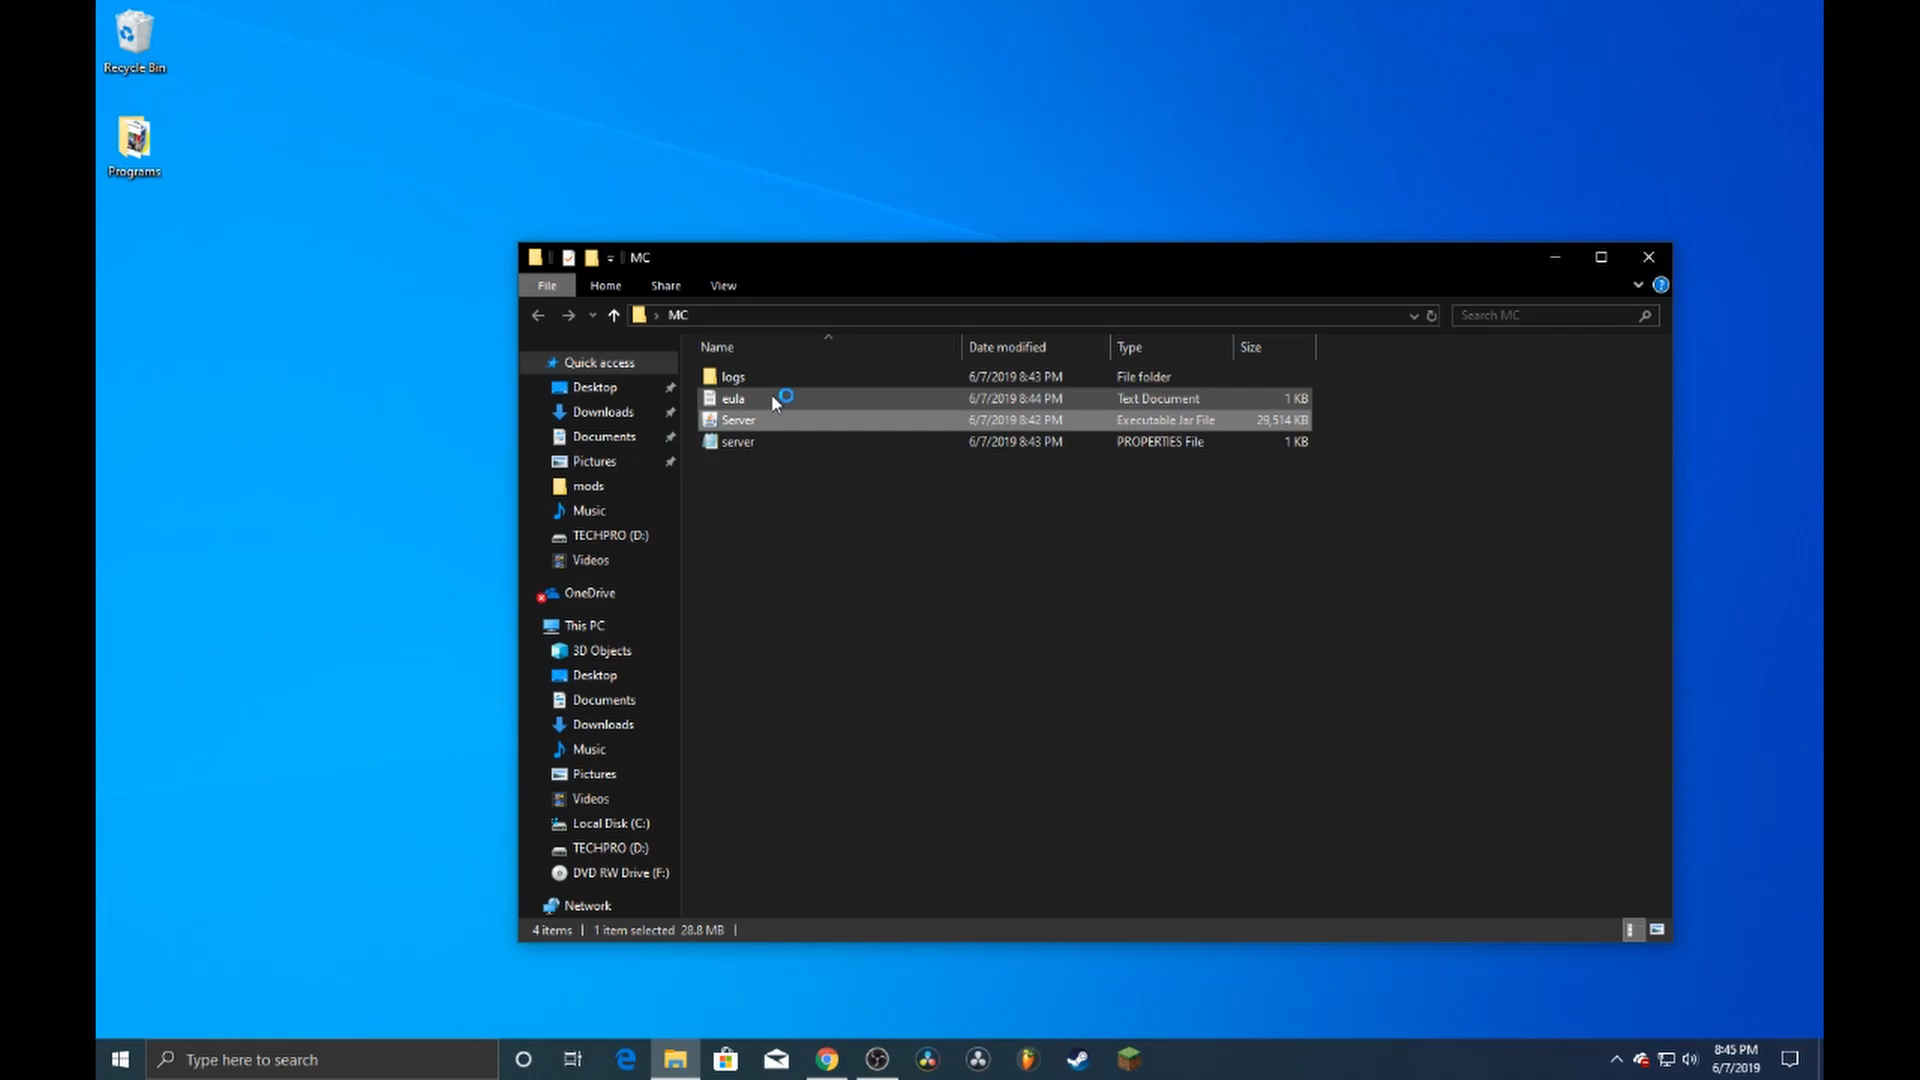 Recycle Bin
Programs
MC
File Home Share View
MC
Search MC
Name Date modified Type Size
logs 6/7/2019 8:43 PM File folder
eula 6/7/2019 8:44 PM Text Document 1 KB
Server 6/7/2019 8:42 PM Executable Jar File 29,514 KB
server 6/7/2019 8:43 PM PROPERTIES File 1 KB
Quick access
Desktop
Downloads
Documents
Pictures
mods
Music
TECHPRO (D:)
Videos
OneDrive
This PC
3D Objects
Desktop
Documents
Downloads
Music
Pictures
Videos
Local Disk (C:)
TECHPRO (D:)
DVD RW Drive (F:)
Network
4 items 1 item selected 28.8 MB
Type here to search
8:45 PM
6/7/2019